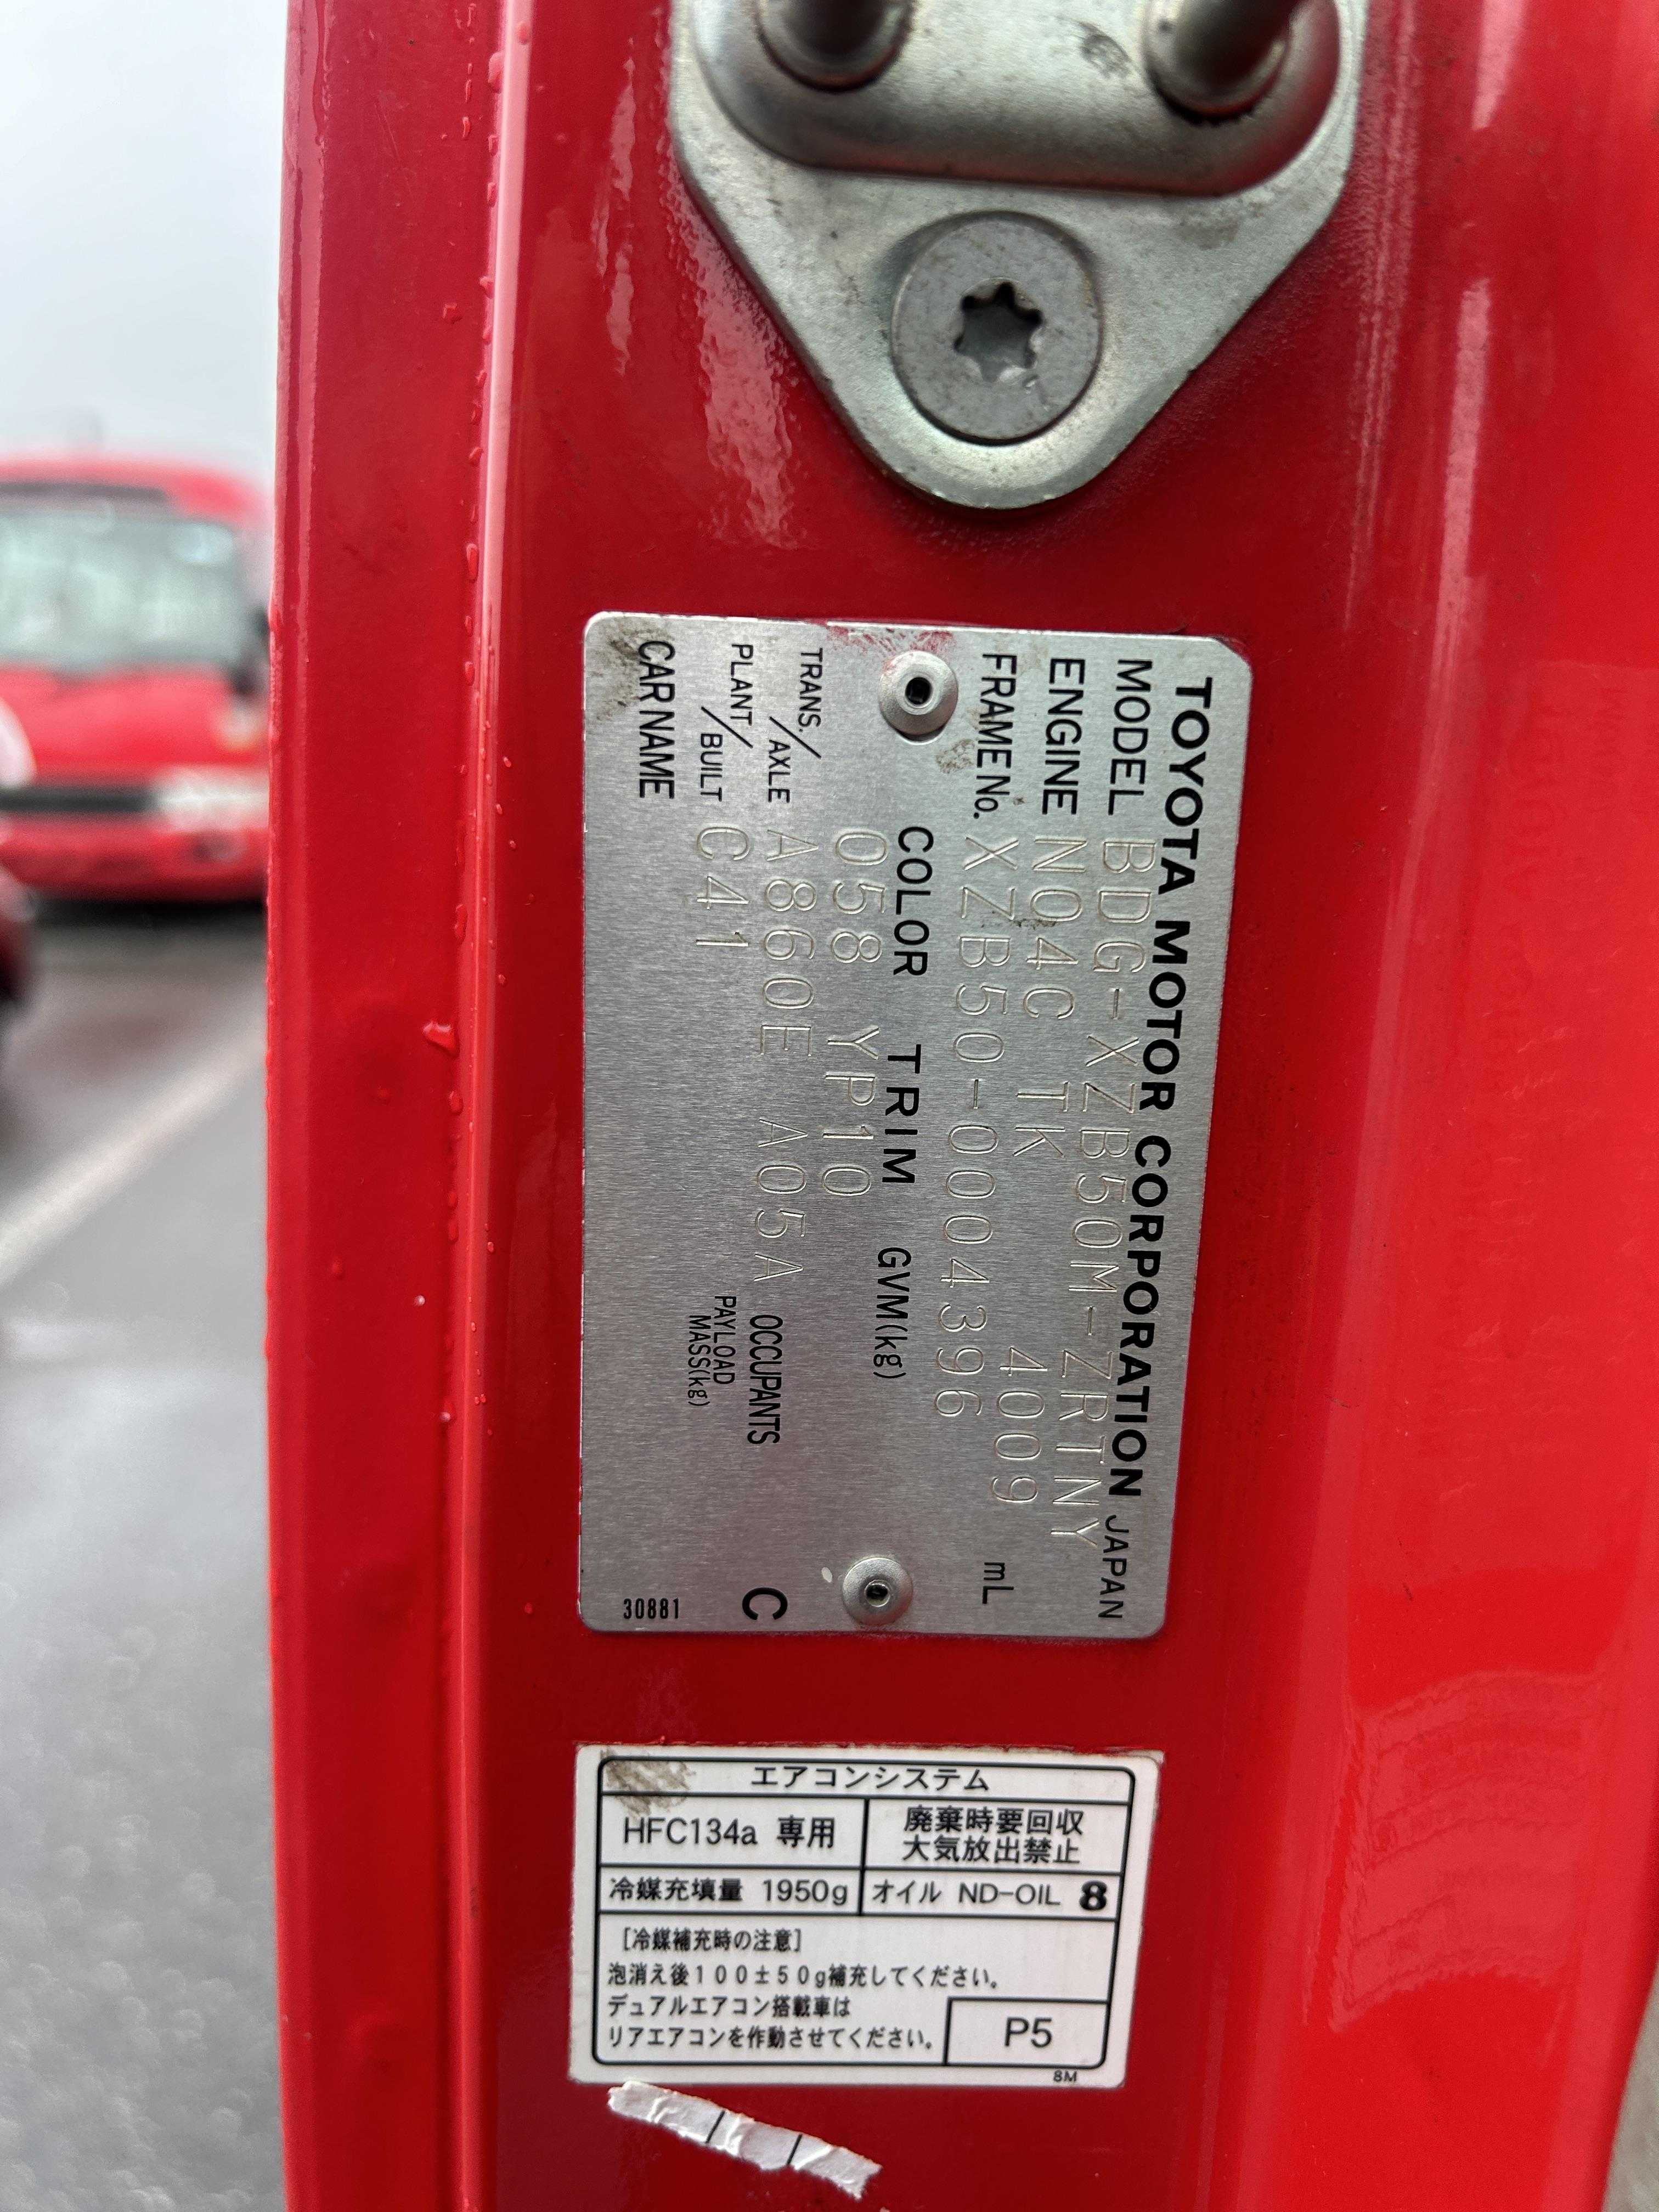 TOYOTA MOTOR CORPORATION JAPAN
MODEL BDG-XZB50M-ZRTNY
ENGINE N04C TK 4009 mL
FRAME No. XZB50-0004396
COLOR TRIM GVM(kg)
058 YP10
TRANS./AXLE A860E A05A OCCUPANTS C
PLANT/BUILT C41 PAYLOAD MASS(kg)
CAR NAME
30881
エアコンシステム
HFC134a 専用
廃棄時要回収
大気放出禁止
冷媒充填量 1950g オイル ND-OIL 8
[冷媒補充時の注意]
泡消え後100±50g補充してください。
デュアルエアコン搭載車は
リアエアコンを作動させてください。
P5
8M